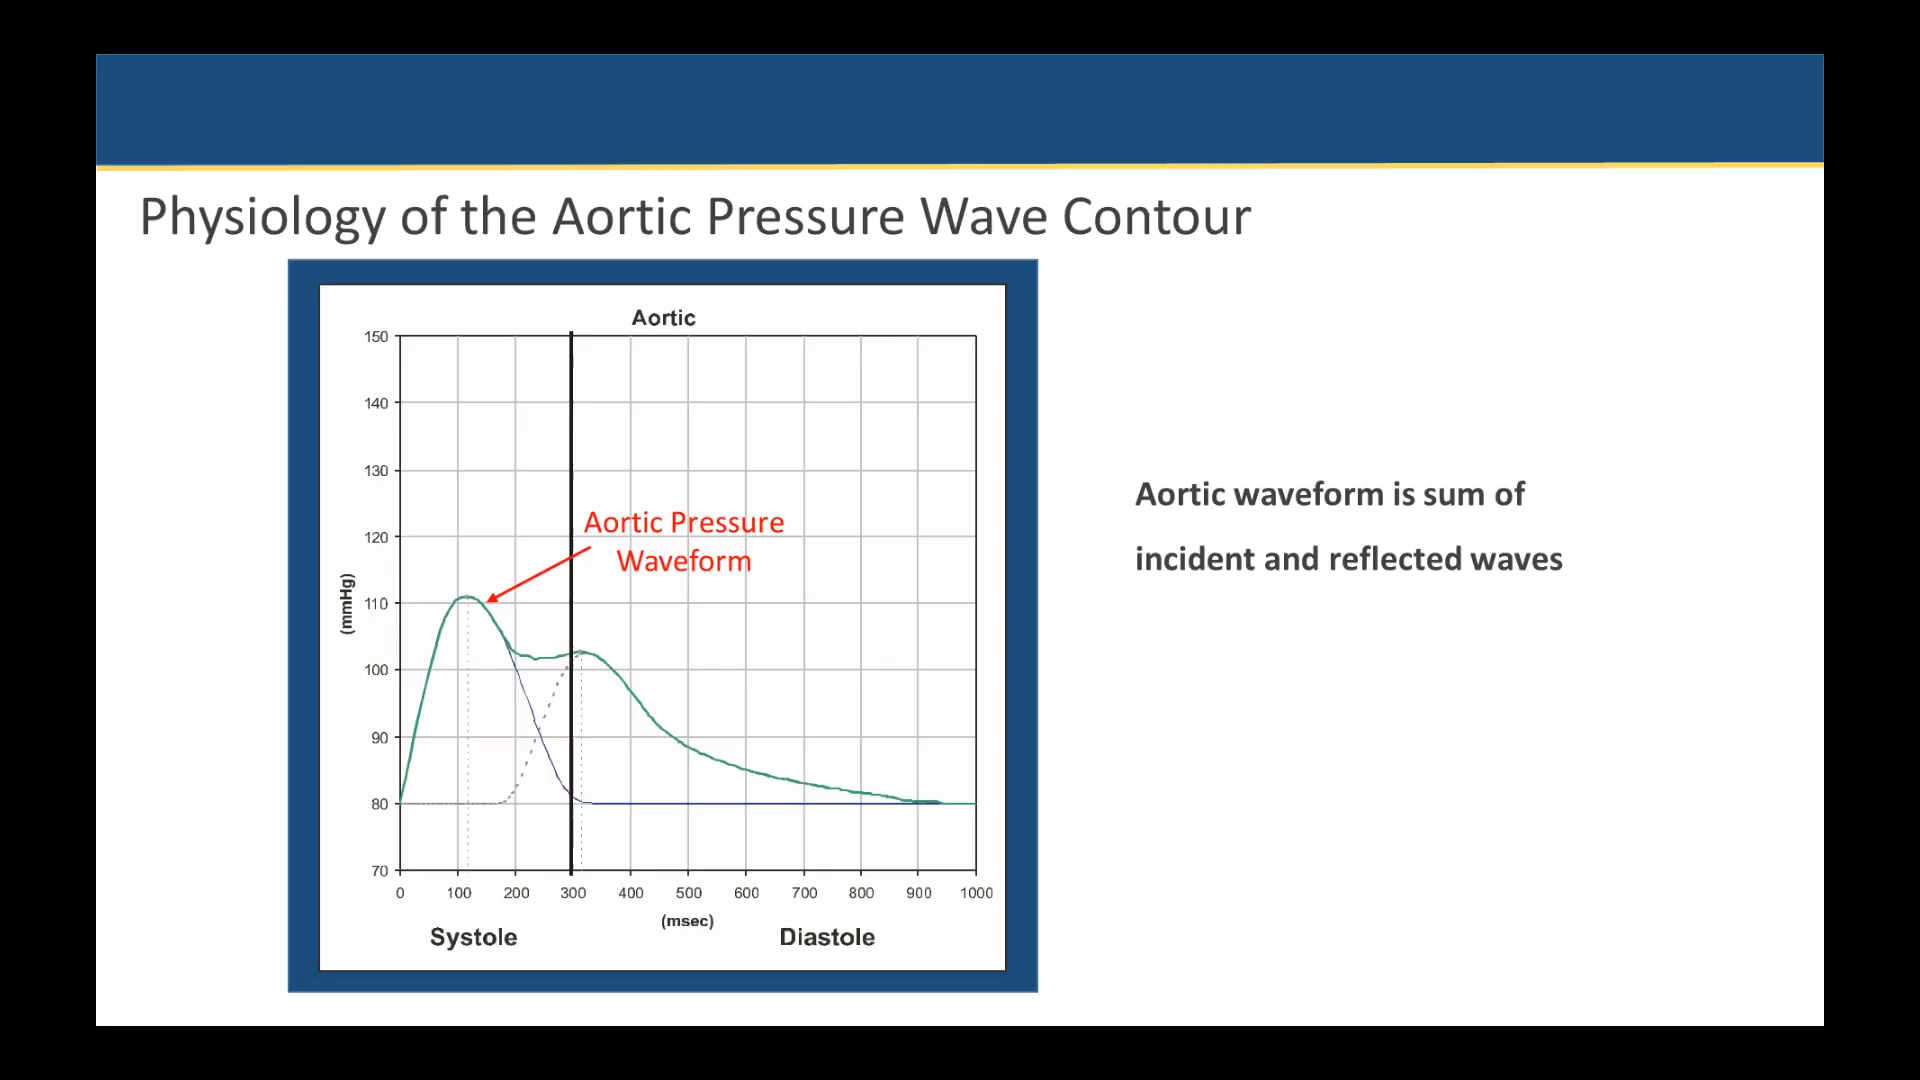 Physiology of the Aortic Pressure Wave Contour
Aortic
150
140
130
120
110
100
90
80
70
(mmHg)
Aortic Pressure
Waveform
0 100 200 300 400 500 600 700 800 900 1000
(msec)
Systole
Diastole
Aortic waveform is sum of
incident and reflected waves